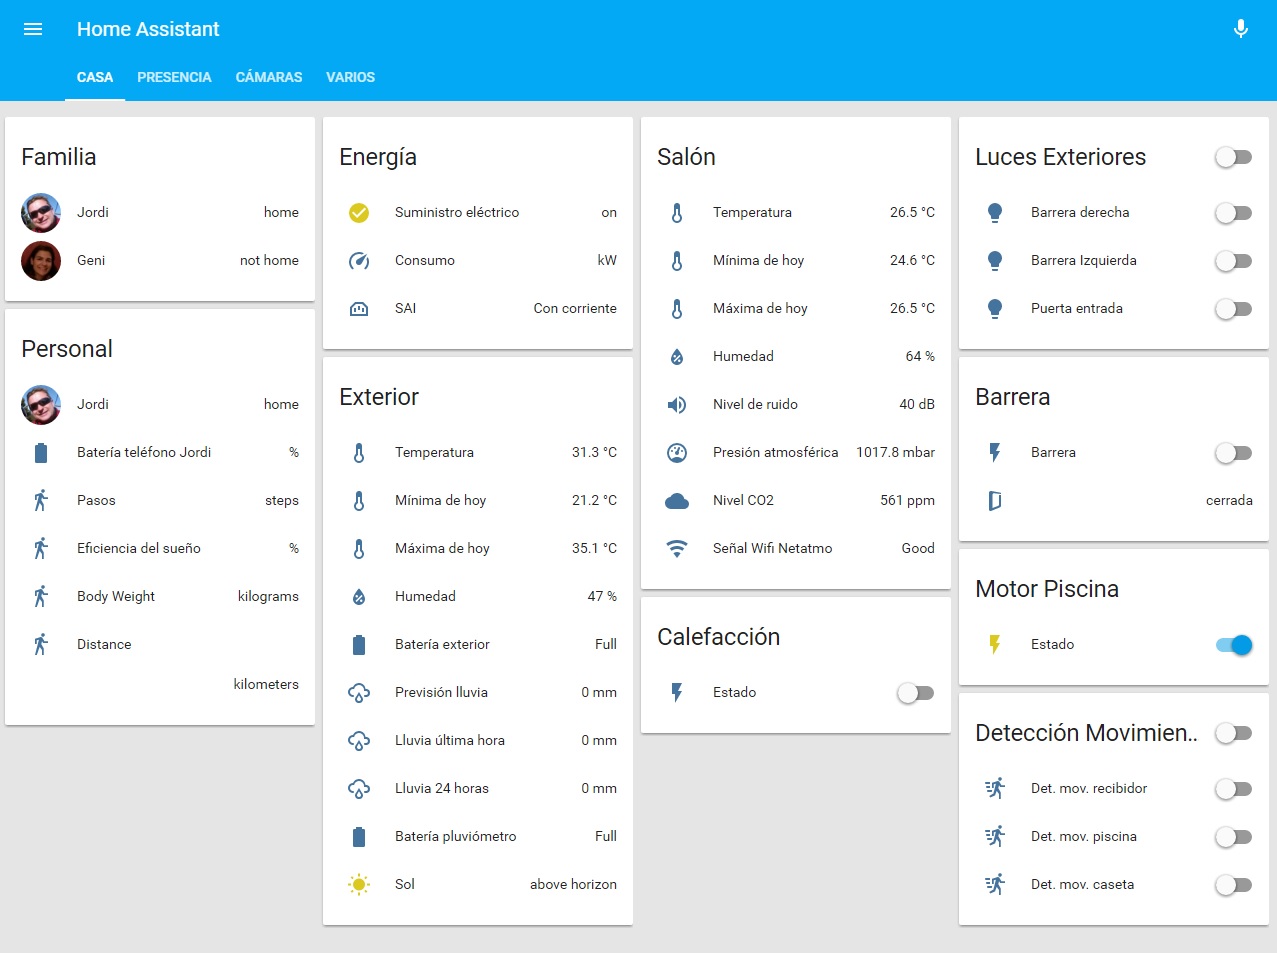 Home Assistant
CASA PRESENCIA CÁMARAS VARIOS
Familia
Jordi home
Geni not home
Personal
Jordi home
Batería teléfono Jordi %
Pasos steps
Eficiencia del sueño %
Body Weight kilograms
Distance
kilometers
Energía
Suministro eléctrico on
Consumo kW
SAI Con corriente
Exterior
Temperatura 31.3 °C
Mínima de hoy 21.2 °C
Máxima de hoy 35.1 °C
Humedad 47 %
Batería exterior Full
Previsión lluvia 0 mm
Lluvia última hora 0 mm
Lluvia 24 horas 0 mm
Batería pluviómetro Full
Sol above horizon
Salón
Temperatura 26.5 °C
Mínima de hoy 24.6 °C
Máxima de hoy 26.5 °C
Humedad 64 %
Nivel de ruido 40 dB
Presión atmosférica 1017.8 mbar
Nivel CO2 561 ppm
Señal Wifi Netatmo Good
Calefacción
Estado
Luces Exteriores
Barrera derecha
Barrera Izquierda
Puerta entrada
Barrera
Barrera
cerrada
Motor Piscina
Estado
Detección Movimien..
Det. mov. recibidor
Det. mov. piscina
Det. mov. caseta